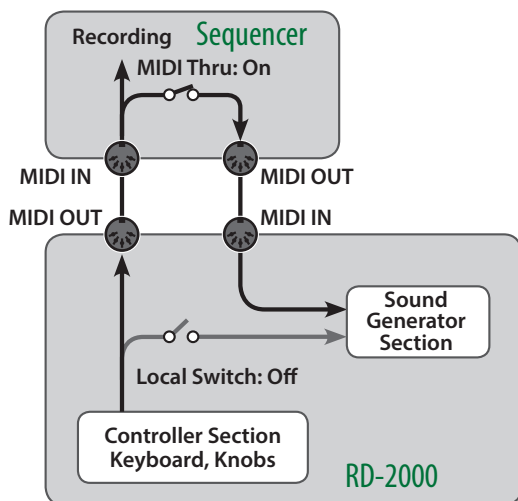 Recording
Sequencer
MIDI Thru: On
MIDI IN
MIDI OUT
MIDI OUT
MIDI IN
Sound
Generator
Section
Local Switch: Off
Controller Section
Keyboard, Knobs
RD-2000